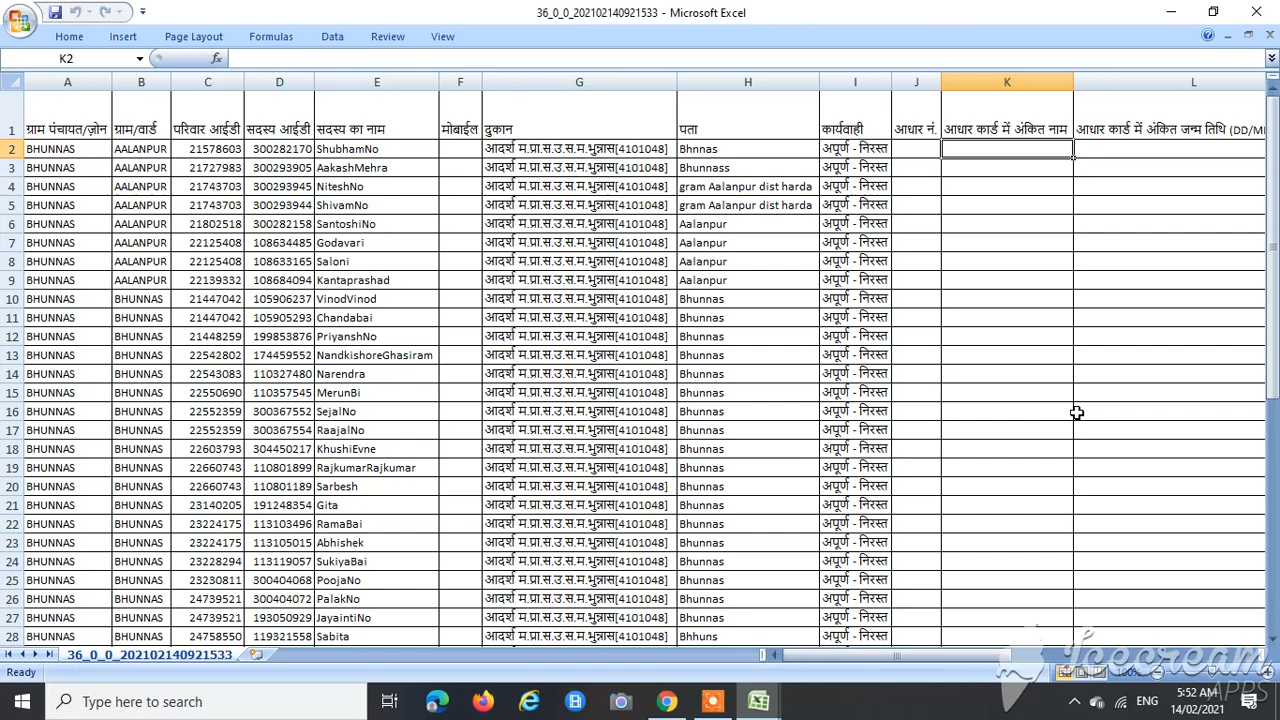 36_0_0_202102140921533 - Microsoft Excel
Home Insert Page Layout Formulas Data Review View
K2 fx
A B C D E F G H I J K L
1 ग्राम पंचायत/ज़ोन ग्राम/वार्ड परिवार आईडी सदस्य आईडी सदस्य का नाम मोबाईल दुकान पता कार्यवाही आधार नं. आधार कार्ड में अंकित नाम आधार कार्ड में अंकित जन्म तिथि (DD/M
2 BHUNNAS AALANPUR 21578603 300282170 ShubhamNo आदर्श म.प्रा.स.उ.स.म.भुन्नास[4101048] Bhnnas अपूर्ण - निरस्त
3 BHUNNAS AALANPUR 21727983 300293905 AakashMehra आदर्श म.प्रा.स.उ.स.म.भुन्नास[4101048] Bhunnass अपूर्ण - निरस्त
4 BHUNNAS AALANPUR 21743703 300293945 NiteshNo आदर्श म.प्रा.स.उ.स.म.भुन्नास[4101048] gram Aalanpur dist harda अपूर्ण - निरस्त
5 BHUNNAS AALANPUR 21743703 300293944 ShivamNo आदर्श म.प्रा.स.उ.स.म.भुन्नास[4101048] gram Aalanpur dist harda अपूर्ण - निरस्त
6 BHUNNAS AALANPUR 21802518 300282158 SantoshiNo आदर्श म.प्रा.स.उ.स.म.भुन्नास[4101048] Aalanpur अपूर्ण - निरस्त
7 BHUNNAS AALANPUR 22125408 108634485 Godavari आदर्श म.प्रा.स.उ.स.म.भुन्नास[4101048] Aalanpur अपूर्ण - निरस्त
8 BHUNNAS AALANPUR 22125408 108633165 Saloni आदर्श म.प्रा.स.उ.स.म.भुन्नास[4101048] Aalanpur अपूर्ण - निरस्त
9 BHUNNAS AALANPUR 22139332 108684094 Kantaprashad आदर्श म.प्रा.स.उ.स.म.भुन्नास[4101048] Aalanpur अपूर्ण - निरस्त
10 BHUNNAS BHUNNAS 21447042 105906237 VinodVinod आदर्श म.प्रा.स.उ.स.म.भुन्नास[4101048] Bhunnas अपूर्ण - निरस्त
11 BHUNNAS BHUNNAS 21447042 105905293 Chandabai आदर्श म.प्रा.स.उ.स.म.भुन्नास[4101048] Bhunnas अपूर्ण - निरस्त
12 BHUNNAS BHUNNAS 21448259 199853876 PriyanshNo आदर्श म.प्रा.स.उ.स.म.भुन्नास[4101048] Bhunnas अपूर्ण - निरस्त
13 BHUNNAS BHUNNAS 22542802 174459552 NandkishoreGhasiram आदर्श म.प्रा.स.उ.स.म.भुन्नास[4101048] Bhunnas अपूर्ण - निरस्त
14 BHUNNAS BHUNNAS 22543083 110327480 Narendra आदर्श म.प्रा.स.उ.स.म.भुन्नास[4101048] Bhunnas अपूर्ण - निरस्त
15 BHUNNAS BHUNNAS 22550690 110357545 MerunBi आदर्श म.प्रा.स.उ.स.म.भुन्नास[4101048] Bhunnas अपूर्ण - निरस्त
16 BHUNNAS BHUNNAS 22552359 300367552 SejalNo आदर्श म.प्रा.स.उ.स.म.भुन्नास[4101048] Bhunnas अपूर्ण - निरस्त
17 BHUNNAS BHUNNAS 22552359 300367554 RaajalNo आदर्श म.प्रा.स.उ.स.म.भुन्नास[4101048] Bhunnas अपूर्ण - निरस्त
18 BHUNNAS BHUNNAS 22603793 304450217 KhushiEvne आदर्श म.प्रा.स.उ.स.म.भुन्नास[4101048] Bhunnas अपूर्ण - निरस्त
19 BHUNNAS BHUNNAS 22660743 110801899 RajkumarRajkumar आदर्श म.प्रा.स.उ.स.म.भुन्नास[4101048] Bhunnas अपूर्ण - निरस्त
20 BHUNNAS BHUNNAS 22660743 110801189 Sarbesh आदर्श म.प्रा.स.उ.स.म.भुन्नास[4101048] Bhunnas अपूर्ण - निरस्त
21 BHUNNAS BHUNNAS 23140205 191248354 Gita आदर्श म.प्रा.स.उ.स.म.भुन्नास[4101048] Bhunnas अपूर्ण - निरस्त
22 BHUNNAS BHUNNAS 23224175 113103496 RamaBai आदर्श म.प्रा.स.उ.स.म.भुन्नास[4101048] Bhunnas अपूर्ण - निरस्त
23 BHUNNAS BHUNNAS 23224175 113105015 Abhishek आदर्श म.प्रा.स.उ.स.म.भुन्नास[4101048] Bhunnas अपूर्ण - निरस्त
24 BHUNNAS BHUNNAS 23228294 113119057 SukiyaBai आदर्श म.प्रा.स.उ.स.म.भुन्नास[4101048] Bhunnas अपूर्ण - निरस्त
25 BHUNNAS BHUNNAS 23230811 300404068 PoojaNo आदर्श म.प्रा.स.उ.स.म.भुन्नास[4101048] Bhunnas अपूर्ण - निरस्त
26 BHUNNAS BHUNNAS 24739521 300404072 PalakNo आदर्श म.प्रा.स.उ.स.म.भुन्नास[4101048] Bhunnas अपूर्ण - निरस्त
27 BHUNNAS BHUNNAS 24739521 193050929 JayaintiNo आदर्श म.प्रा.स.उ.स.म.भुन्नास[4101048] Bhunnas अपूर्ण - निरस्त
28 BHUNNAS BHUNNAS 24758550 119321558 Sabita आदर्श म.प्रा.स.उ.स.म.भुन्नास[4101048] Bhhuns अपूर्ण - निरस्त
36_0_0_202102140921533
Icecream
APPS
Ready 100%
Type here to search ENG 5:52 AM
14/02/2021